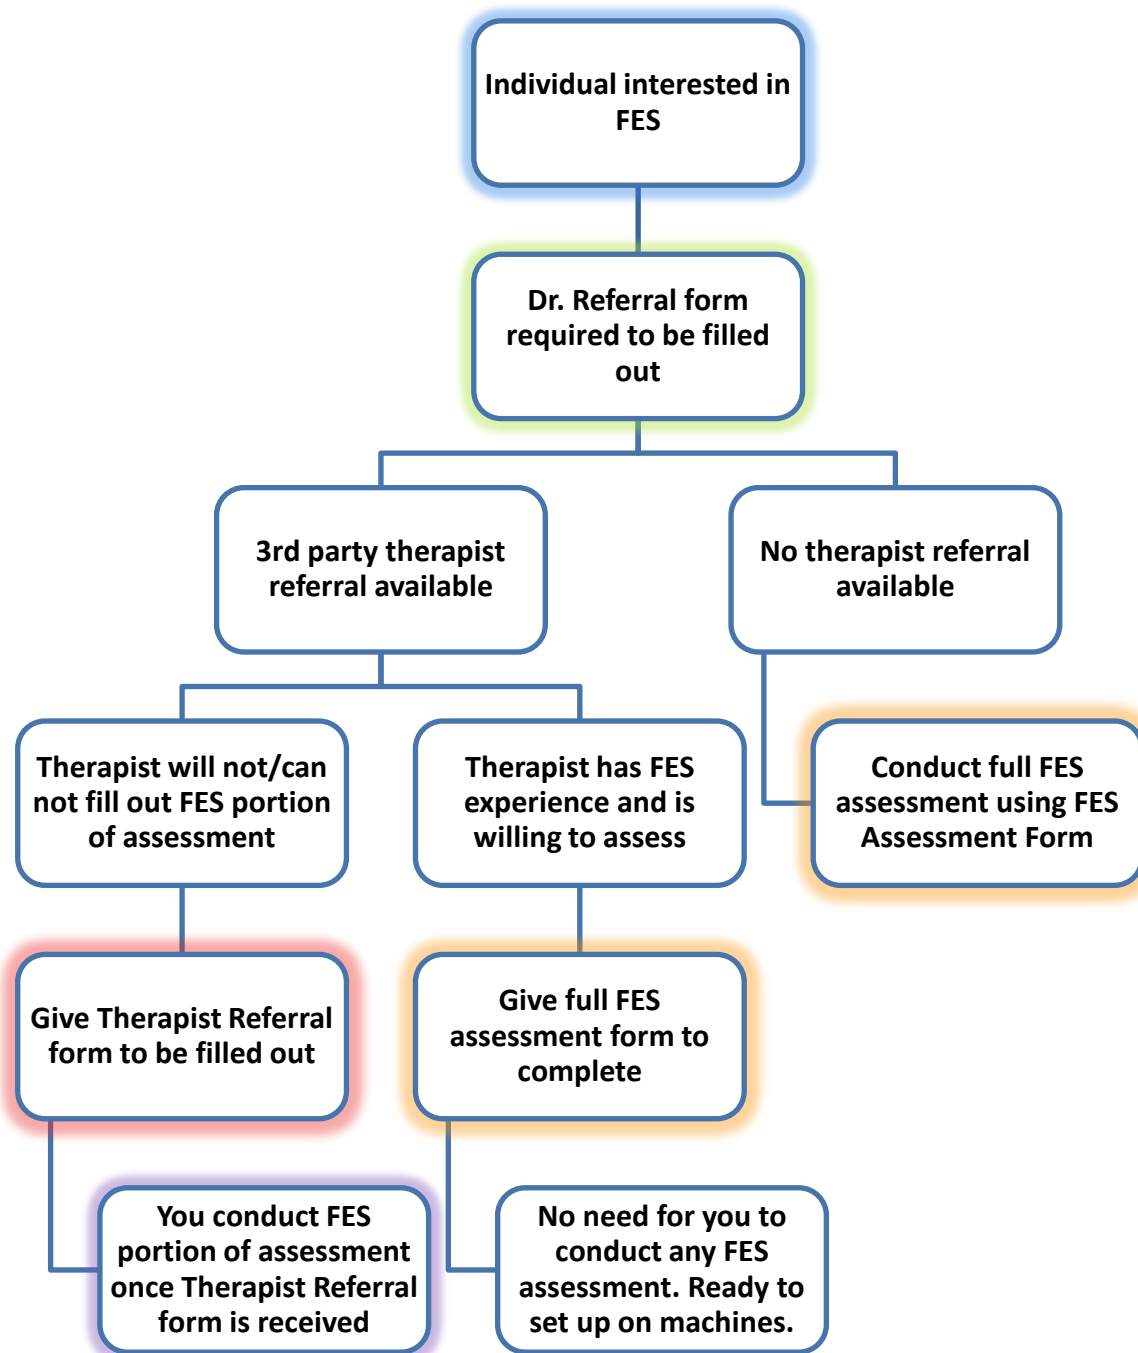 Individual interested in
FES
Dr. Referral form
required to be filled
out
3rd party therapist
referral available
No therapist referral
available
Therapist will not/can
not fill out FES portion
of assessment
Therapist has FES
experience and is
willing to assess
Conduct full FES
assessment using FES
Assessment Form
Give Therapist Referral
form to be filled out
Give full FES
assessment form to
complete
You conduct FES
portion of assessment
once Therapist Referral
form is received
No need for you to
conduct any FES
assessment. Ready to
set up on machines.